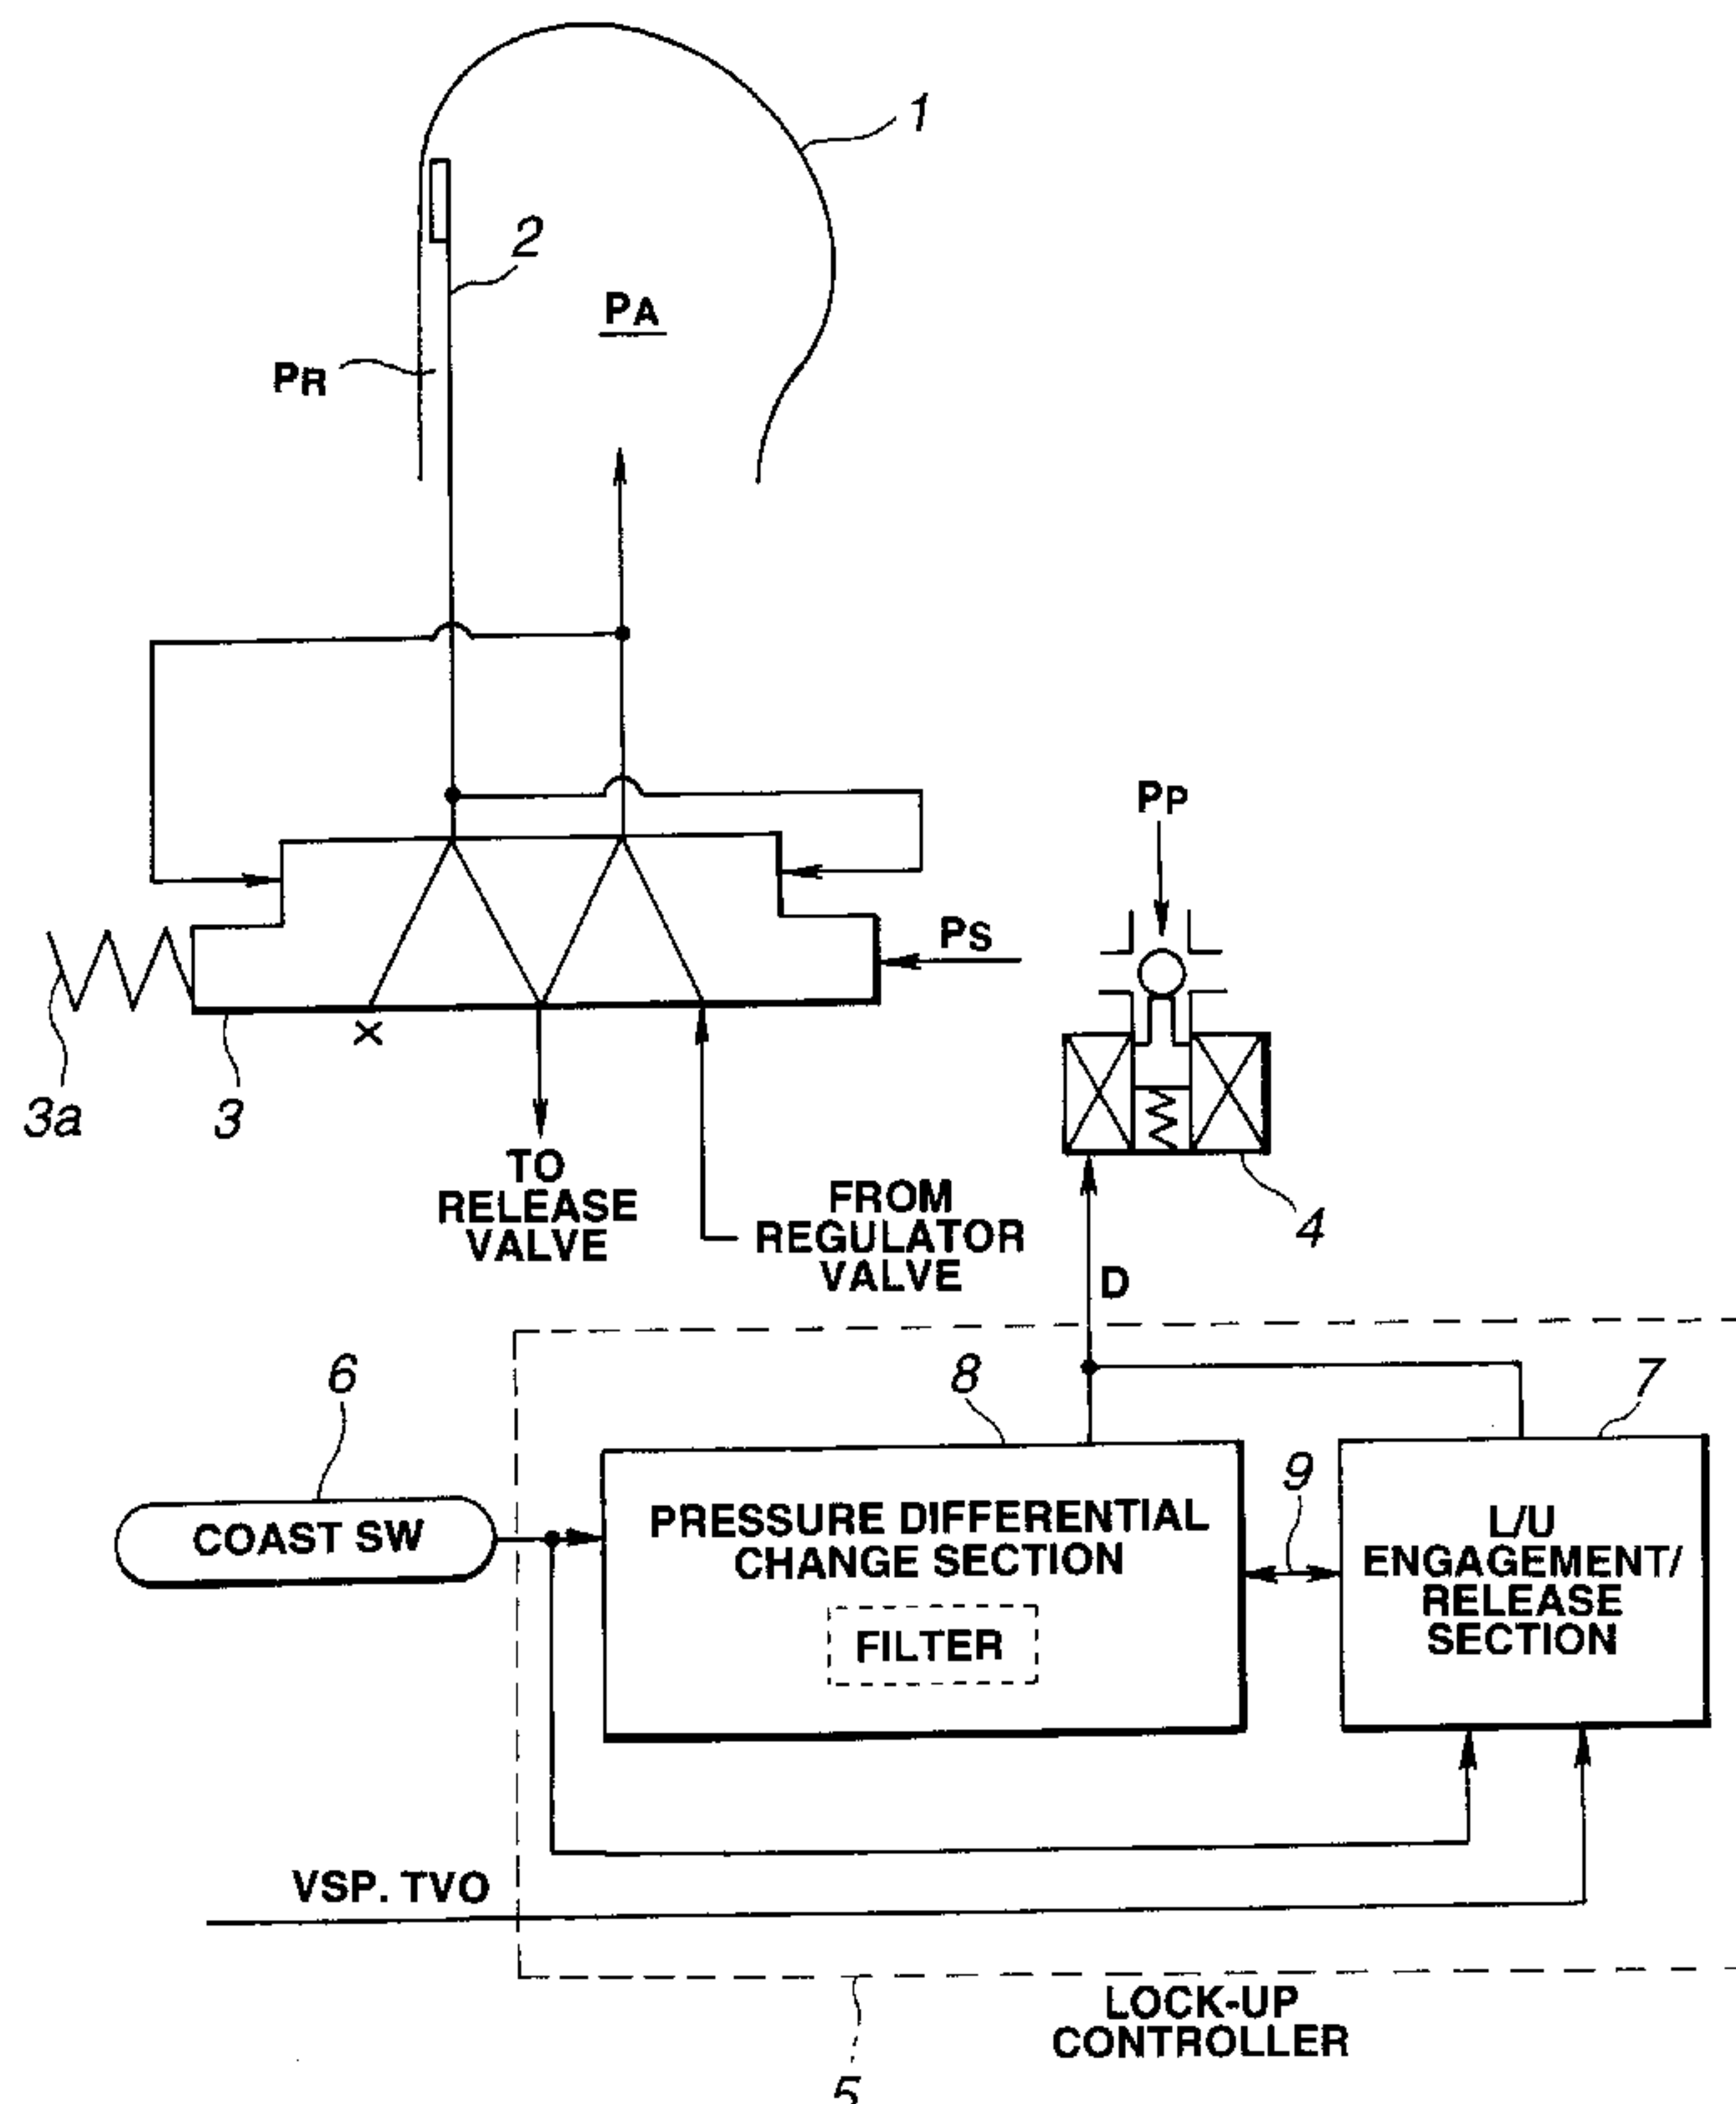 1
2
PA
PR
PP
PS
3a
3
×
TO
RELEASE
VALVE
FROM
REGULATOR
VALVE
4
D
6
8
7
9
COAST SW
PRESSURE DIFFERENTIAL
CHANGE SECTION
FILTER
L/U
ENGAGEMENT/
RELEASE
SECTION
VSP. TVO
LOCK-UP
CONTROLLER
5